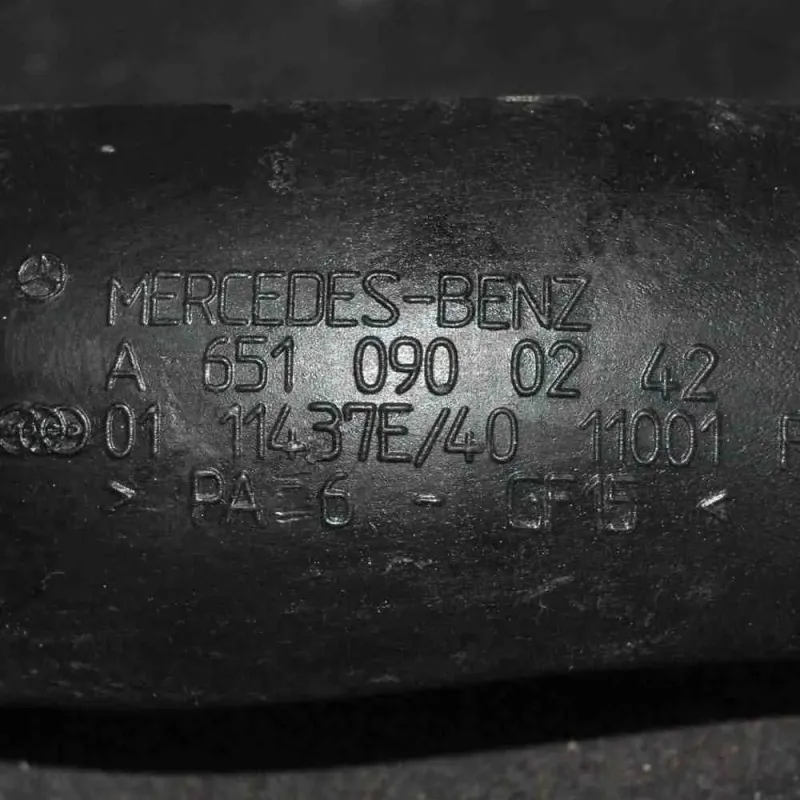 MERCEDES-BENZ
A 651 090 02 42
01 11437E/40 11001
> PA 6 - GF15 <